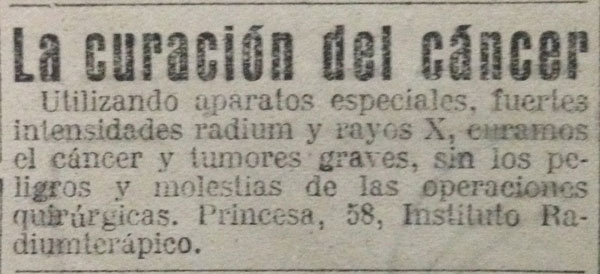 La curación del cáncer
Utilizando aparatos especiales, fuertes
intensidades radium y rayos X, curamos
el cáncer y tumores graves, sin los pe-
ligros y molestias de las operaciones
quirúrgicas. Princesa, 58, Instituto Ra-
diumterápico.